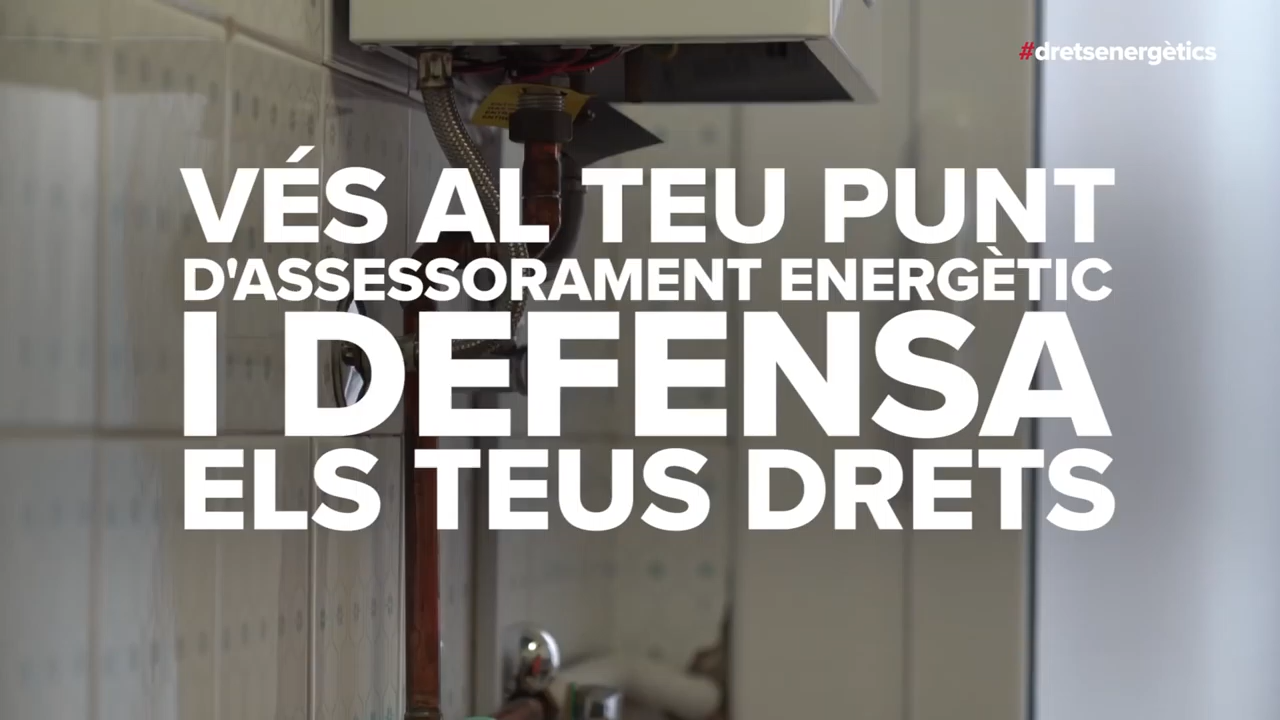 #dretsenergètics
VÉS AL TEU PUNT
D'ASSESSORAMENT ENERGÈTIC
I DEFENSA
ELS TEUS DRETS